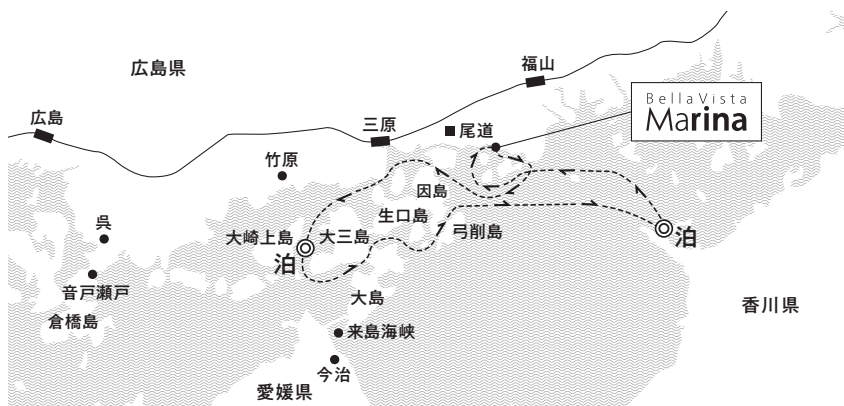 広島県
福山
BellaVista
Marina
広島
三原
尾道
竹原
因島
生口島
呉
大崎上島
大三島
弓削島
泊
泊
音戸瀬戸
大島
倉橋島
香川県
来島海峡
今治
愛媛県